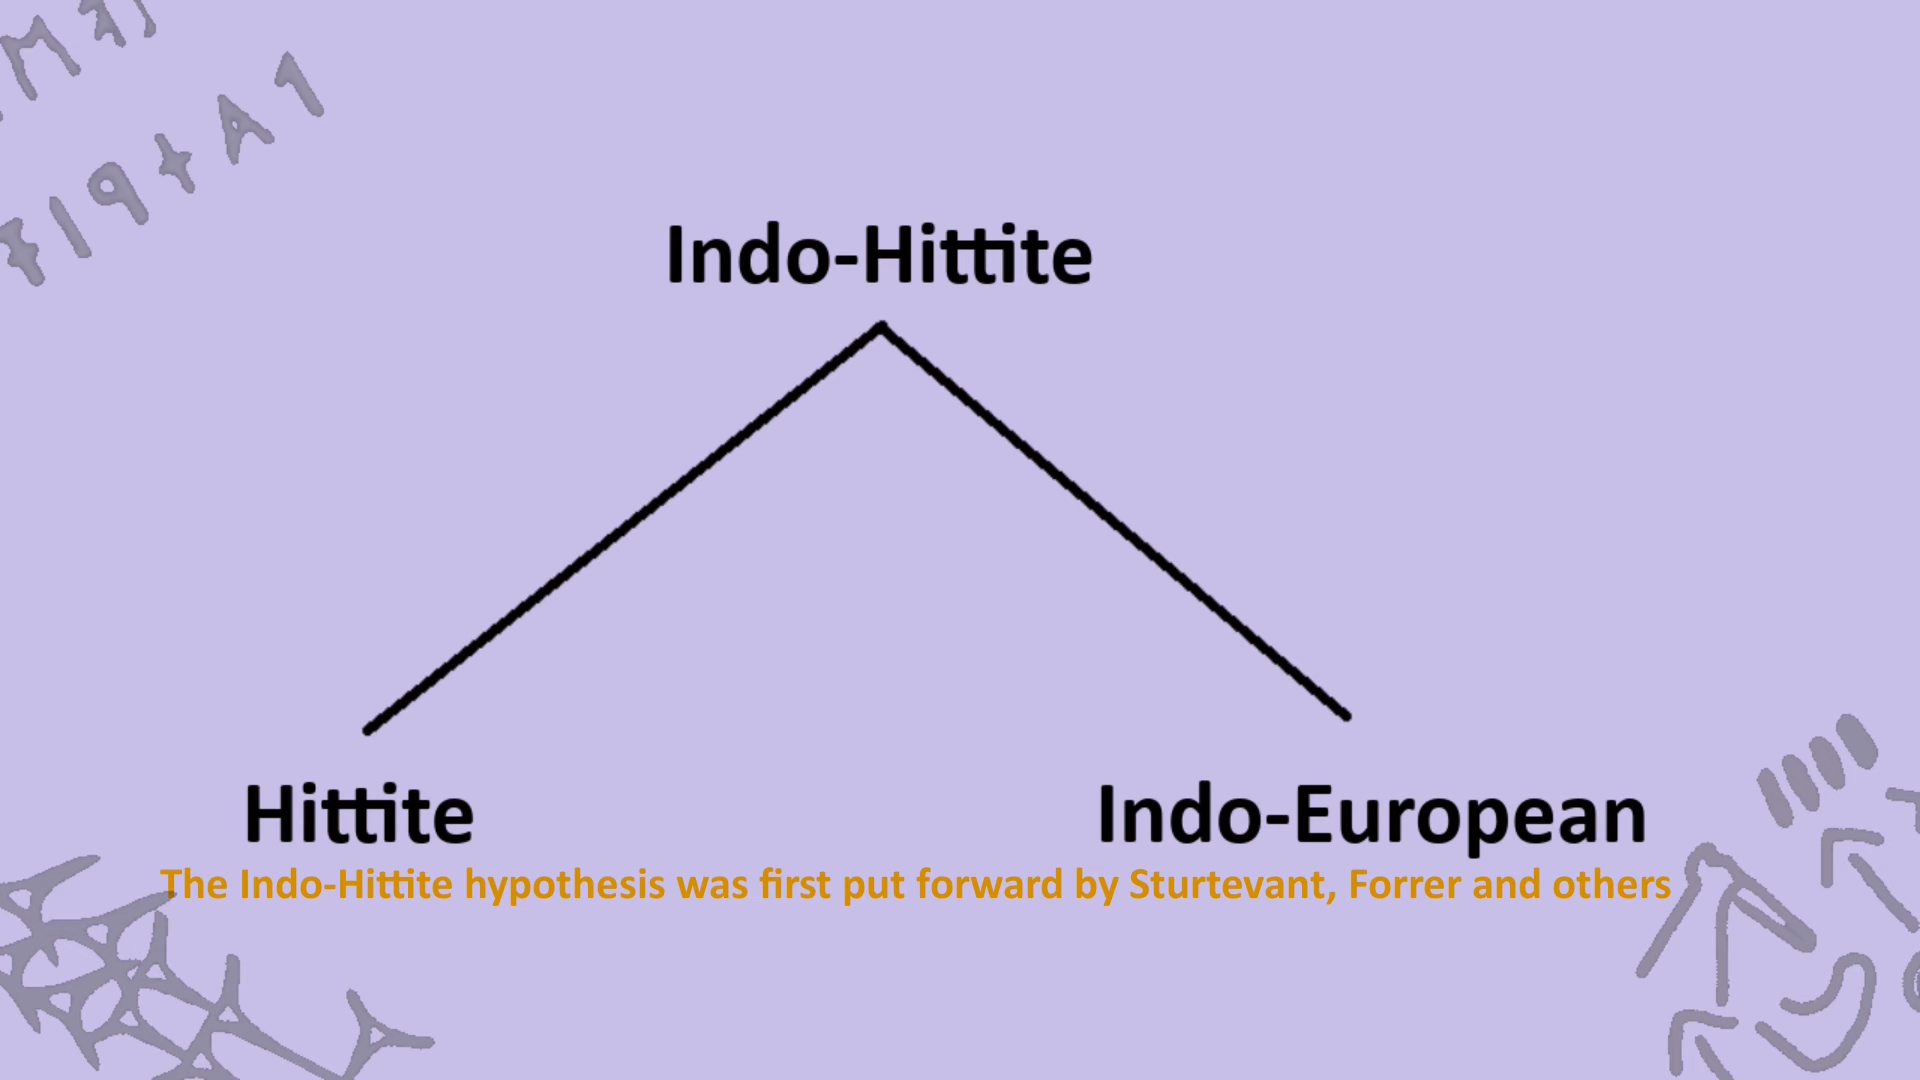 Indo-Hittite
Hittite
Indo-European
The Indo-Hittite hypothesis was first put forward by Sturtevant, Forrer and others